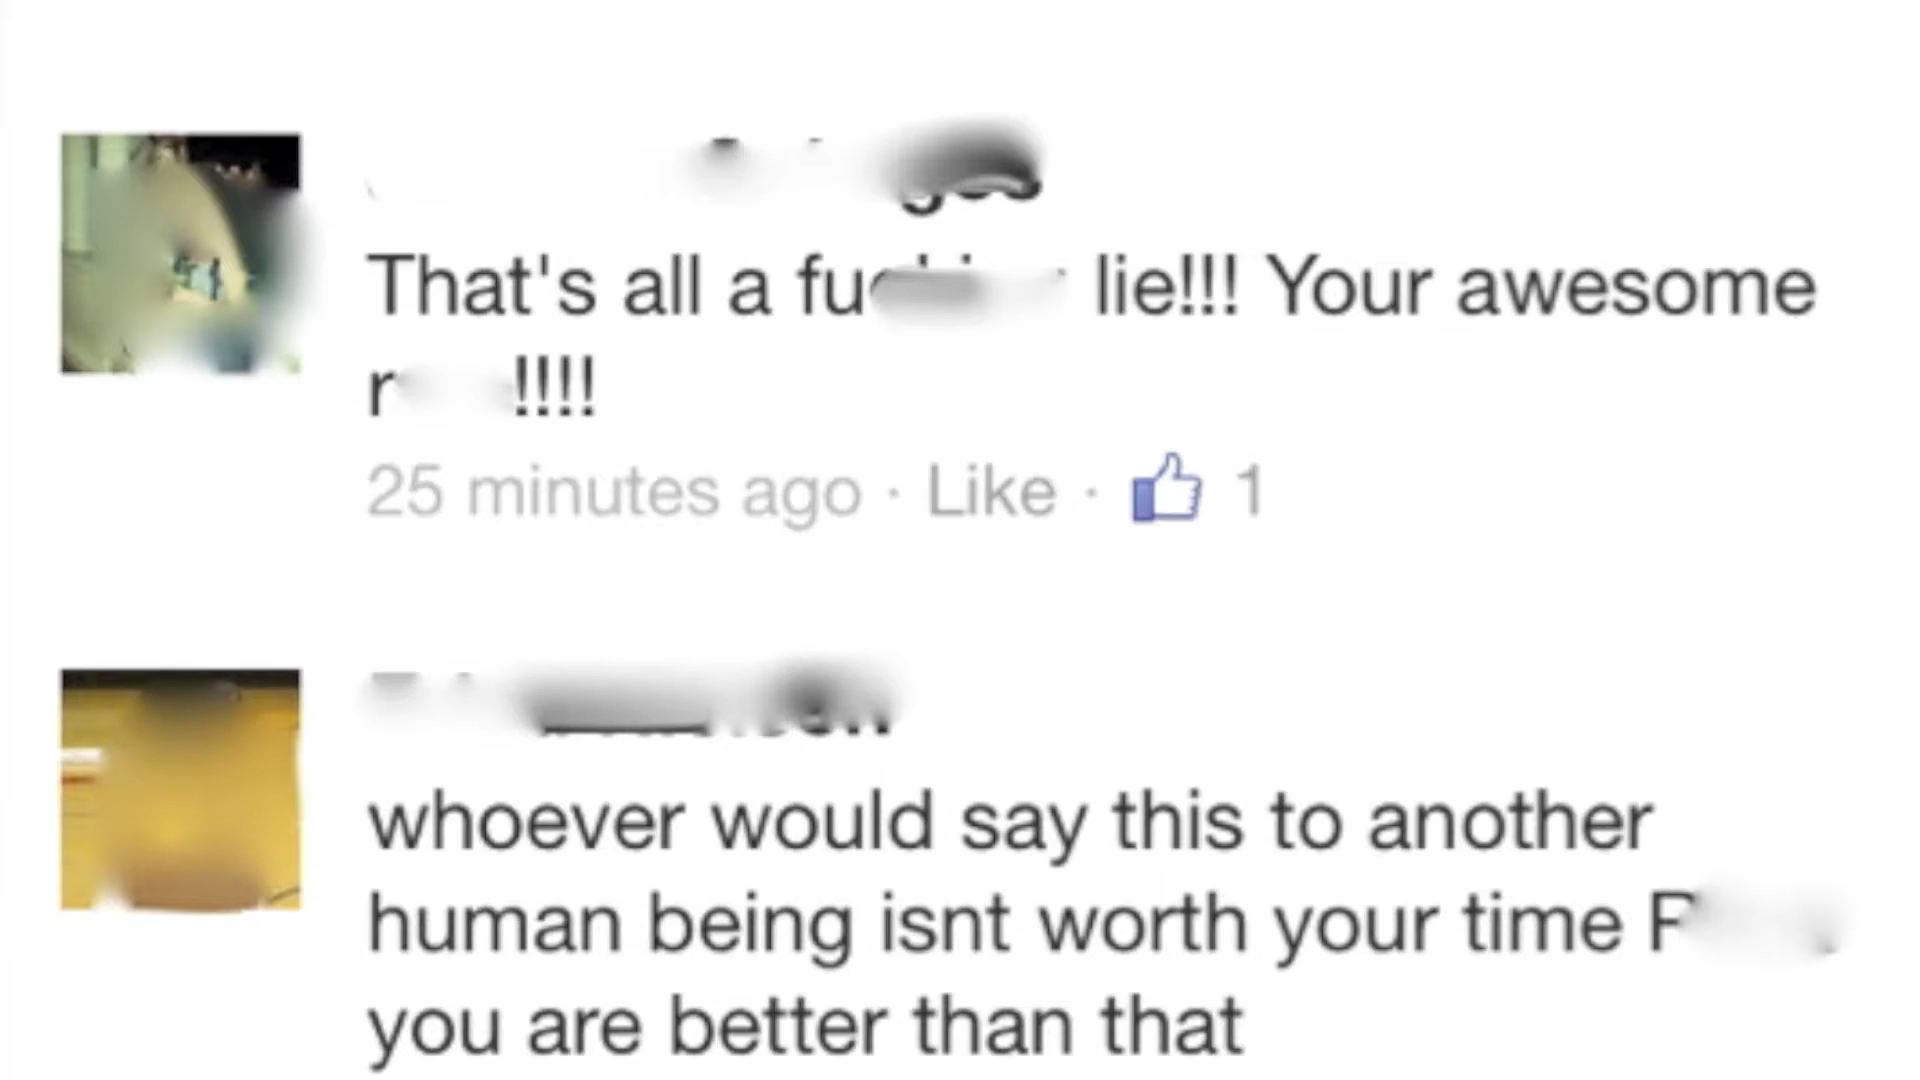 That's all a lie!!! Your awesome
!!!!
25 minutes ago · Like · 1
whoever would say this to another
human being isnt worth your time
you are better than that